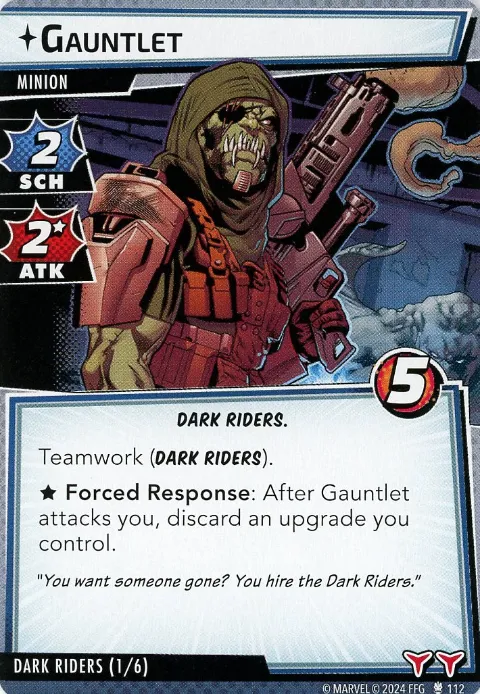 GAUNTLET
MINION
2
SCH
2★
ATK
5
DARK RIDERS.
Teamwork (DARK RIDERS).
★ Forced Response: After Gauntlet
attacks you, discard an upgrade you
control.
"You want someone gone? You hire the Dark Riders."
DARK RIDERS (1/6)
© MARVEL © 2024 FFG 112